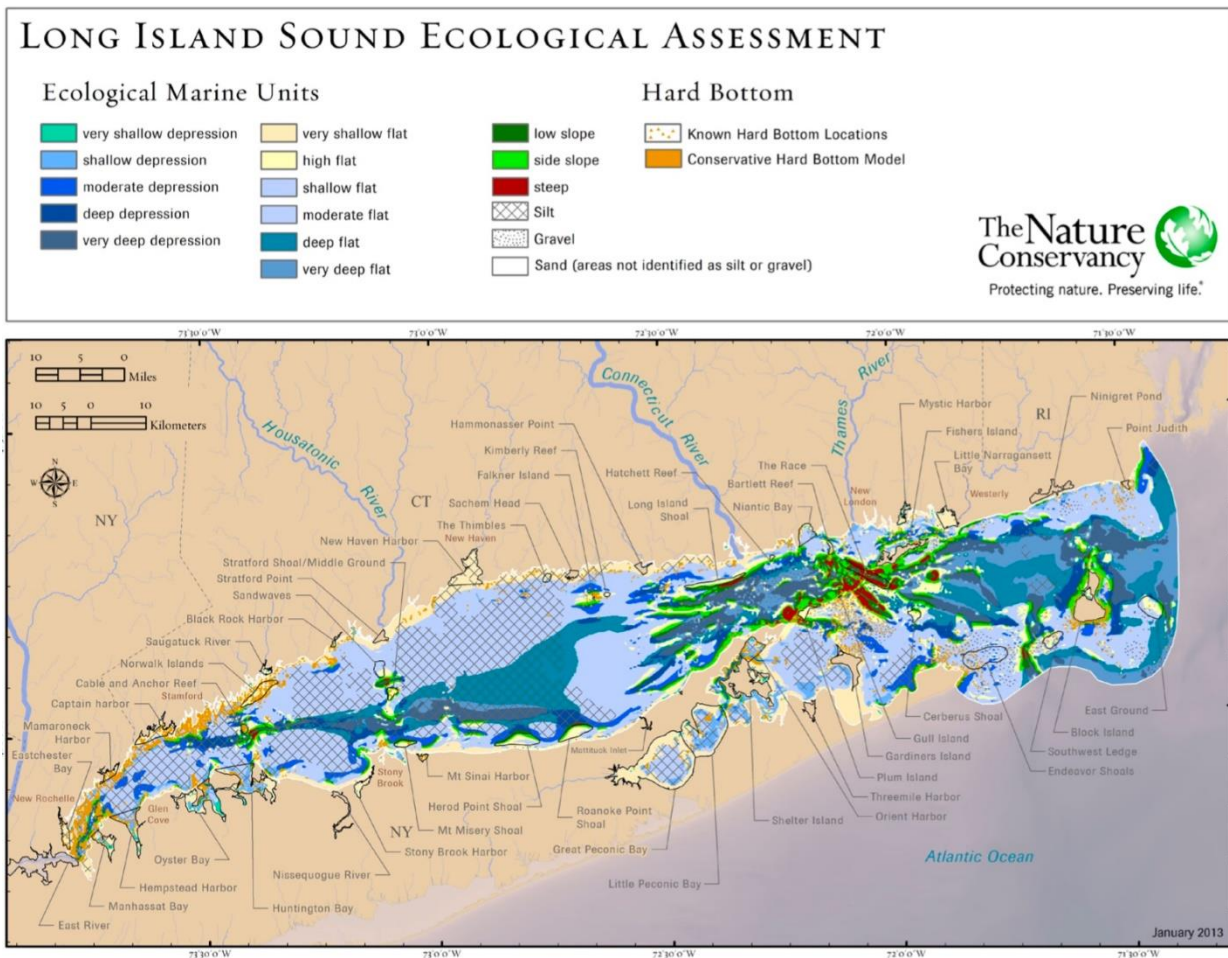 LONG ISLAND SOUND ECOLOGICAL ASSESSMENT
Ecological Marine Units
very shallow depression
shallow depression
moderate depression
deep depression
very deep depression
very shallow flat
high flat
shallow flat
moderate flat
deep flat
very deep flat
low slope
side slope
steep
Silt
Gravel
Sand (areas not identified as silt or gravel)
Hard Bottom
Known Hard Bottom Locations
Conservative Hard Bottom Model
The Nature
Conservancy
Protecting nature. Preserving life.®
10 5 0
Miles
10 5 0 10
Kilometers
N
W E
S
NY
CT
RI
Housatonic
River
Connecticut
River
Thames
River
Mystic Harbor
Fishers Island
Little Narragansett
Bay
Ninigret Pond
Point Judith
Westerly
Hammonasser Point
Kimberly Reef
Falkner Island
Sachem Head
The Thimbles
New Haven
New Haven Harbor
Hatchett Reef
Long Island
Shoal
The Race
Bartlett Reef
Niantic Bay
New
London
Stratford Shoal/Middle Ground
Stratford Point
Sandwaves
Black Rock Harbor
Saugatuck River
Norwalk Islands
Stamford
Cable and Anchor Reef
Captain harbor
Mamaroneck
Harbor
Eastchester
Bay
New Rochelle
Glen
Cove
Oyster Bay
Hempstead Harbor
Manhassat Bay
East River
Huntington Bay
Nissequogue River
Stony Brook Harbor
Stony
Brook
NY
Mt Misery Shoal
Mt Sinai Harbor
Herod Point Shoal
Mattituck Inlet
Roanoke Point
Shoal
Great Peconic Bay
Little Peconic Bay
Shelter Island
Orient Harbor
Threemile Harbor
Plum Island
Gardiners Island
Gull Island
Cerberus Shoal
East Ground
Block Island
Southwest Ledge
Endeaver Shoals
Atlantic Ocean
January 2013